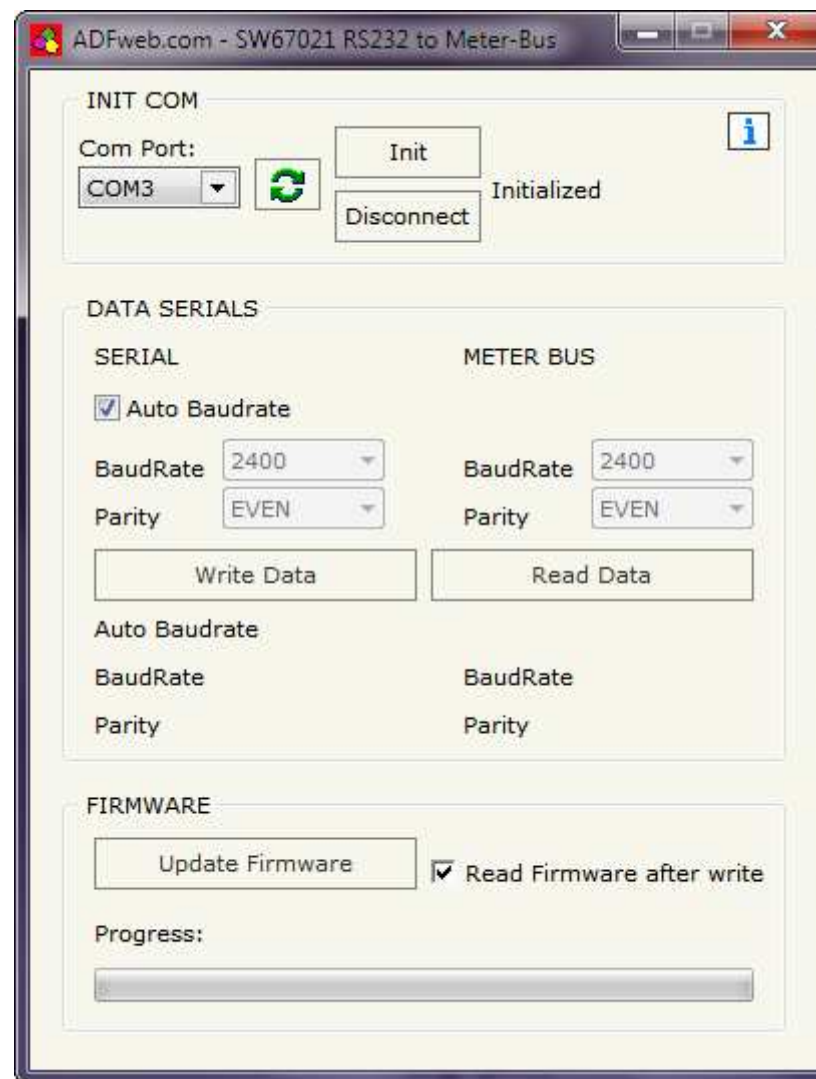 ADFweb.com - SW67021 RS232 to Meter-Bus
INIT COM
Com Port:
COM3
Init
Disconnect
Initialized
i
DATA SERIALS
SERIAL METER BUS
Auto Baudrate
BaudRate 2400 BaudRate 2400
Parity EVEN Parity EVEN
Write Data Read Data
Auto Baudrate
BaudRate BaudRate
Parity Parity
FIRMWARE
Update Firmware Read Firmware after write
Progress: